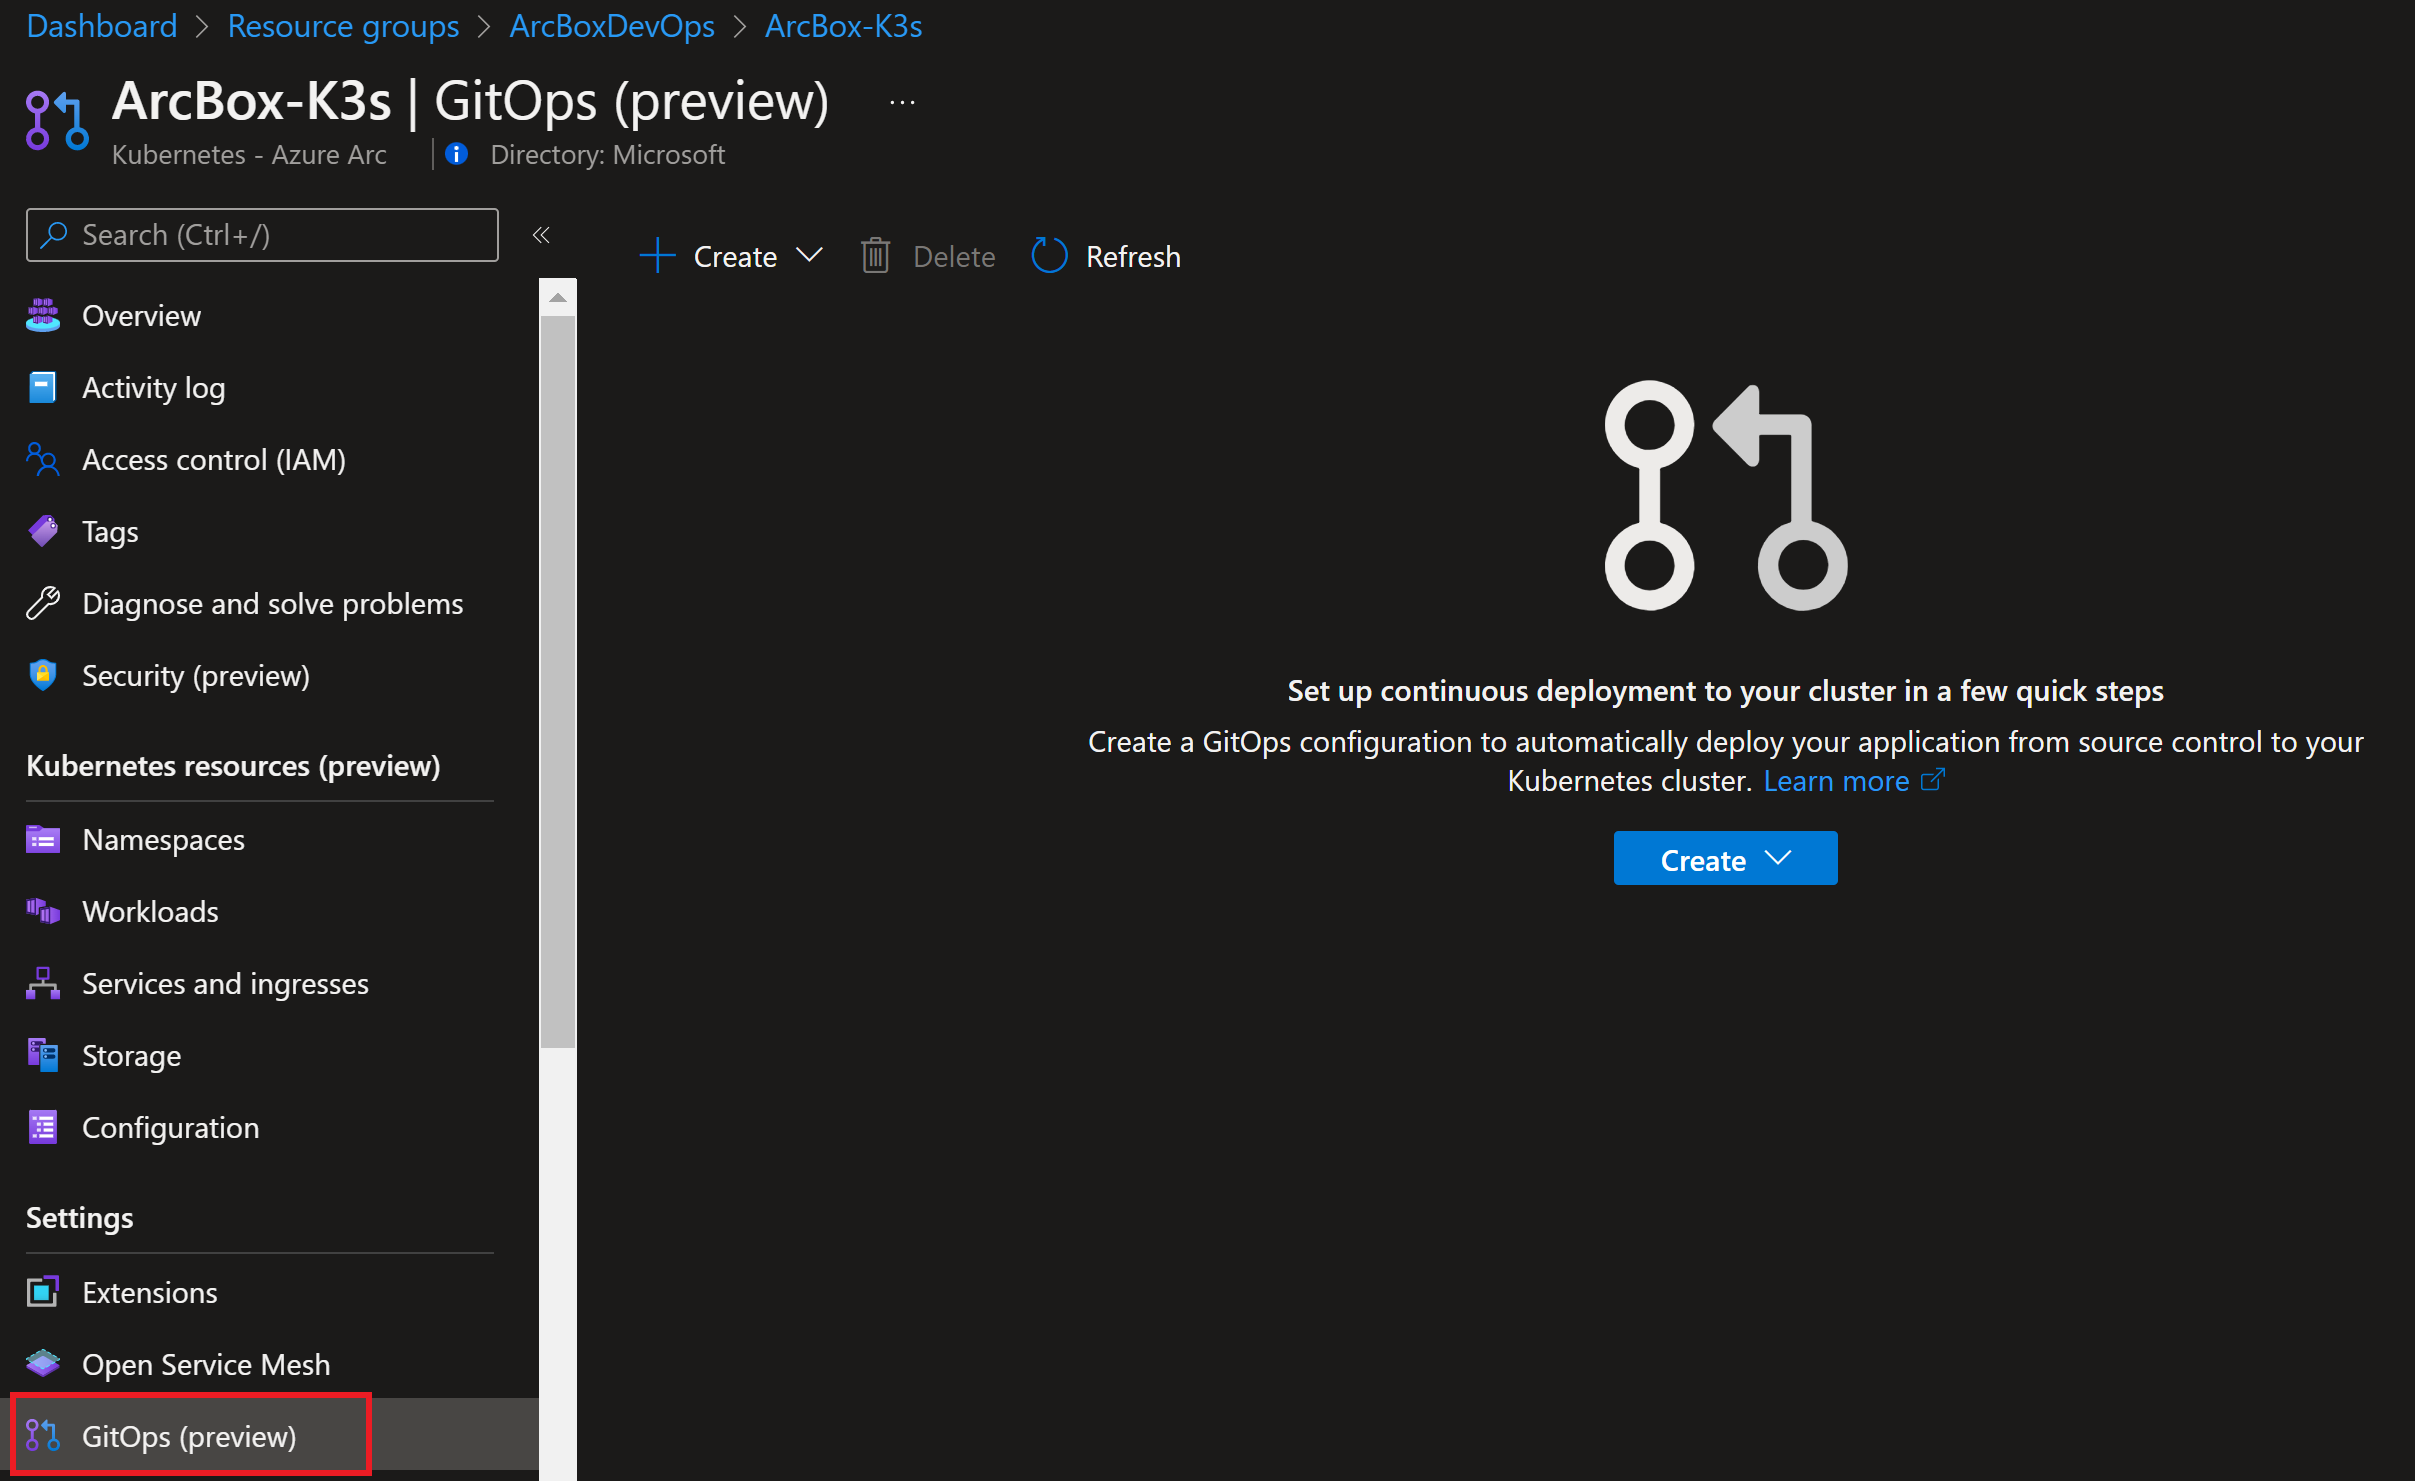 Dashboard > Resource groups > ArcBoxDevOps > ArcBox-K3s
ArcBox-K3s | GitOps (preview) ...
Kubernetes - Azure Arc | Directory: Microsoft
Search (Ctrl+/)
«
Overview
Activity log
Access control (IAM)
Tags
Diagnose and solve problems
Security (preview)
Kubernetes resources (preview)
Namespaces
Workloads
Services and ingresses
Storage
Configuration
Settings
Extensions
Open Service Mesh
GitOps (preview)
Create Delete Refresh
Set up continuous deployment to your cluster in a few quick steps
Create a GitOps configuration to automatically deploy your application from source control to your
Kubernetes cluster. Learn more
Create